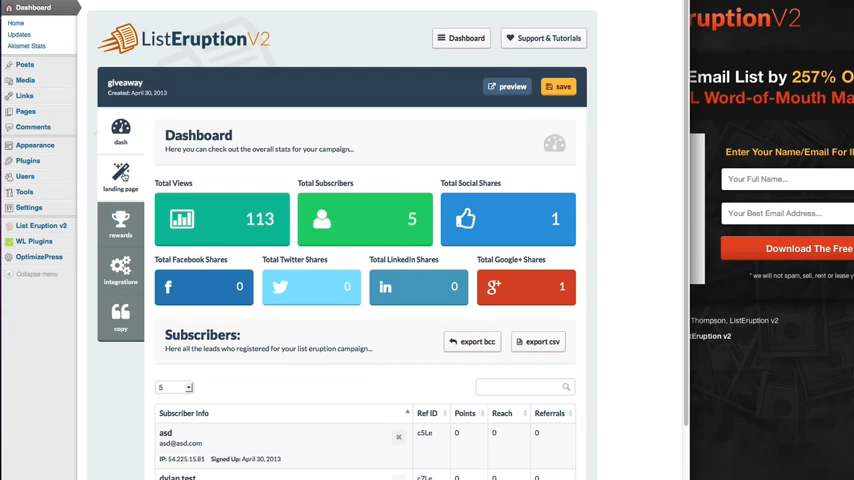 Dashboard
Home
Updates
Akismet Stats
Posts
Media
Links
Pages
Comments
Appearance
Plugins
Users
Tools
Settings
List Eruption v2
WL Plugins
OptimizePress
Collapse menu
ListEruptionV2
Dashboard
Support & Tutorials
giveaway
Created: April 30, 2013
preview
save
dash
landing page
rewards
integrations
copy
Dashboard
Here you can check out the overall stats for your campaign...
Total Views
Total Subscribers
Total Social Shares
113
5
1
Total Facebook Shares
Total Twitter Shares
Total LinkedIn Shares
Total Google+ Shares
0
0
0
1
Subscribers:
Here all the leads who registered for your list eruption campaign...
export bcc
export csv
5
Subscriber Info
Ref ID
Points
Reach
Referrals
asd
asd@asd.com
c5Le
0
0
0
IP: 54.225.15.81 Signed Up: April 30, 2013
dylan test
c7Le
0
0
0
ruptionV2
Email List by 257% O
L Word-of-Mouth Ma
Enter Your Name/Email For I
Your Full Name...
Your Best Email Address...
Download The Free
* we will not spam, sell, rent or lease y
Thompson, ListEruption v2
tEruption v2